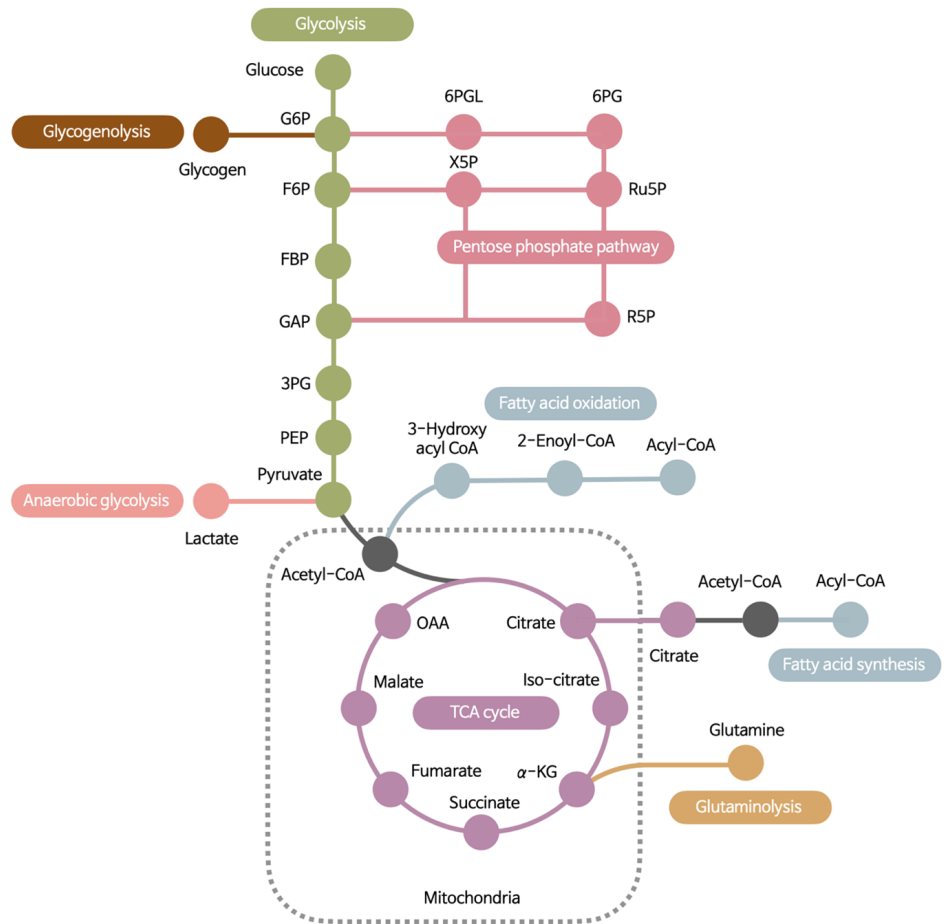 Glycolysis
Glucose
6PGL
6PG
G6P
Glycogenolysis
Glycogen
X5P
F6P
Ru5P
Pentose phosphate pathway
FBP
GAP
R5P
3PG
Fatty acid oxidation
3-Hydroxy
acyl CoA
2-Enoyl-CoA
Acyl-CoA
PEP
Pyruvate
Anaerobic glycolysis
Lactate
Acetyl-CoA
Acetyl-CoA
Acyl-CoA
OAA
Citrate
Citrate
Fatty acid synthesis
Malate
Iso-citrate
TCA cycle
Glutamine
Fumarate
α-KG
Succinate
Glutaminolysis
Mitochondria